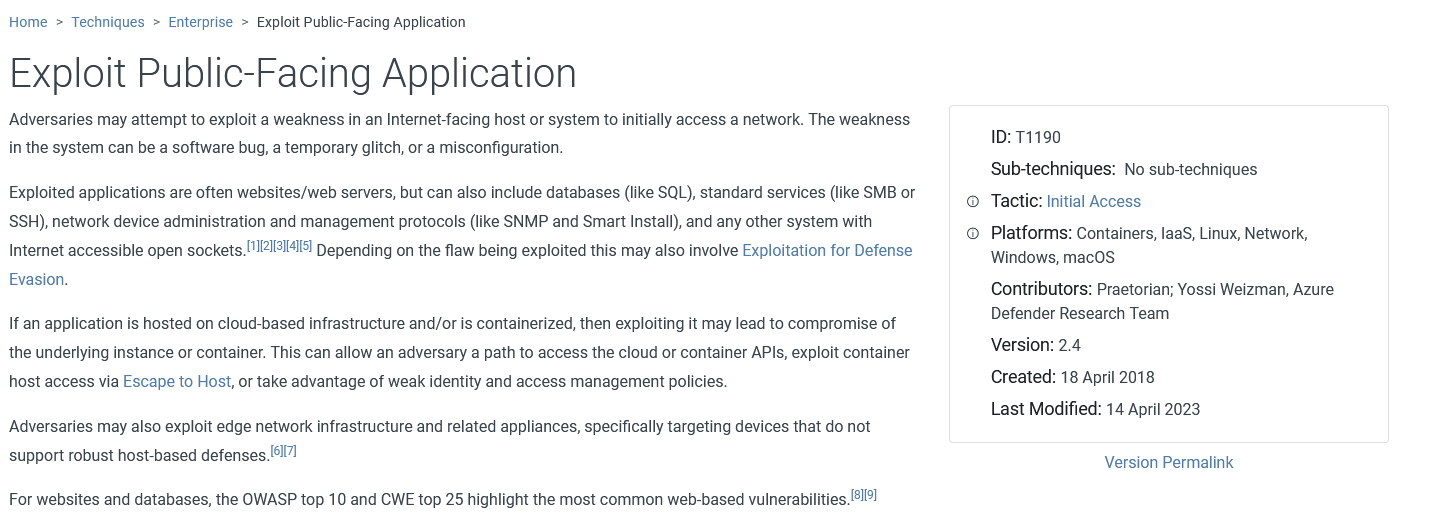 Home > Techniques > Enterprise > Exploit Public-Facing Application
Exploit Public-Facing Application
Adversaries may attempt to exploit a weakness in an Internet-facing host or system to initially access a network. The weakness
in the system can be a software bug, a temporary glitch, or a misconfiguration.
Exploited applications are often websites/web servers, but can also include databases (like SQL), standard services (like SMB or
SSH), network device administration and management protocols (like SNMP and Smart Install), and any other system with
Internet accessible open sockets.[1][2][3][4][5] Depending on the flaw being exploited this may also involve Exploitation for Defense
Evasion.
If an application is hosted on cloud-based infrastructure and/or is containerized, then exploiting it may lead to compromise of
the underlying instance or container. This can allow an adversary a path to access the cloud or container APIs, exploit container
host access via Escape to Host, or take advantage of weak identity and access management policies.
Adversaries may also exploit edge network infrastructure and related appliances, specifically targeting devices that do not
support robust host-based defenses.[6][7]
For websites and databases, the OWASP top 10 and CWE top 25 highlight the most common web-based vulnerabilities.[8][9]
ID: T1190
Sub-techniques: No sub-techniques
Tactic: Initial Access
Platforms: Containers, IaaS, Linux, Network,
Windows, macOS
Contributors: Praetorian; Yossi Weizman, Azure
Defender Research Team
Version: 2.4
Created: 18 April 2018
Last Modified: 14 April 2023
Version Permalink